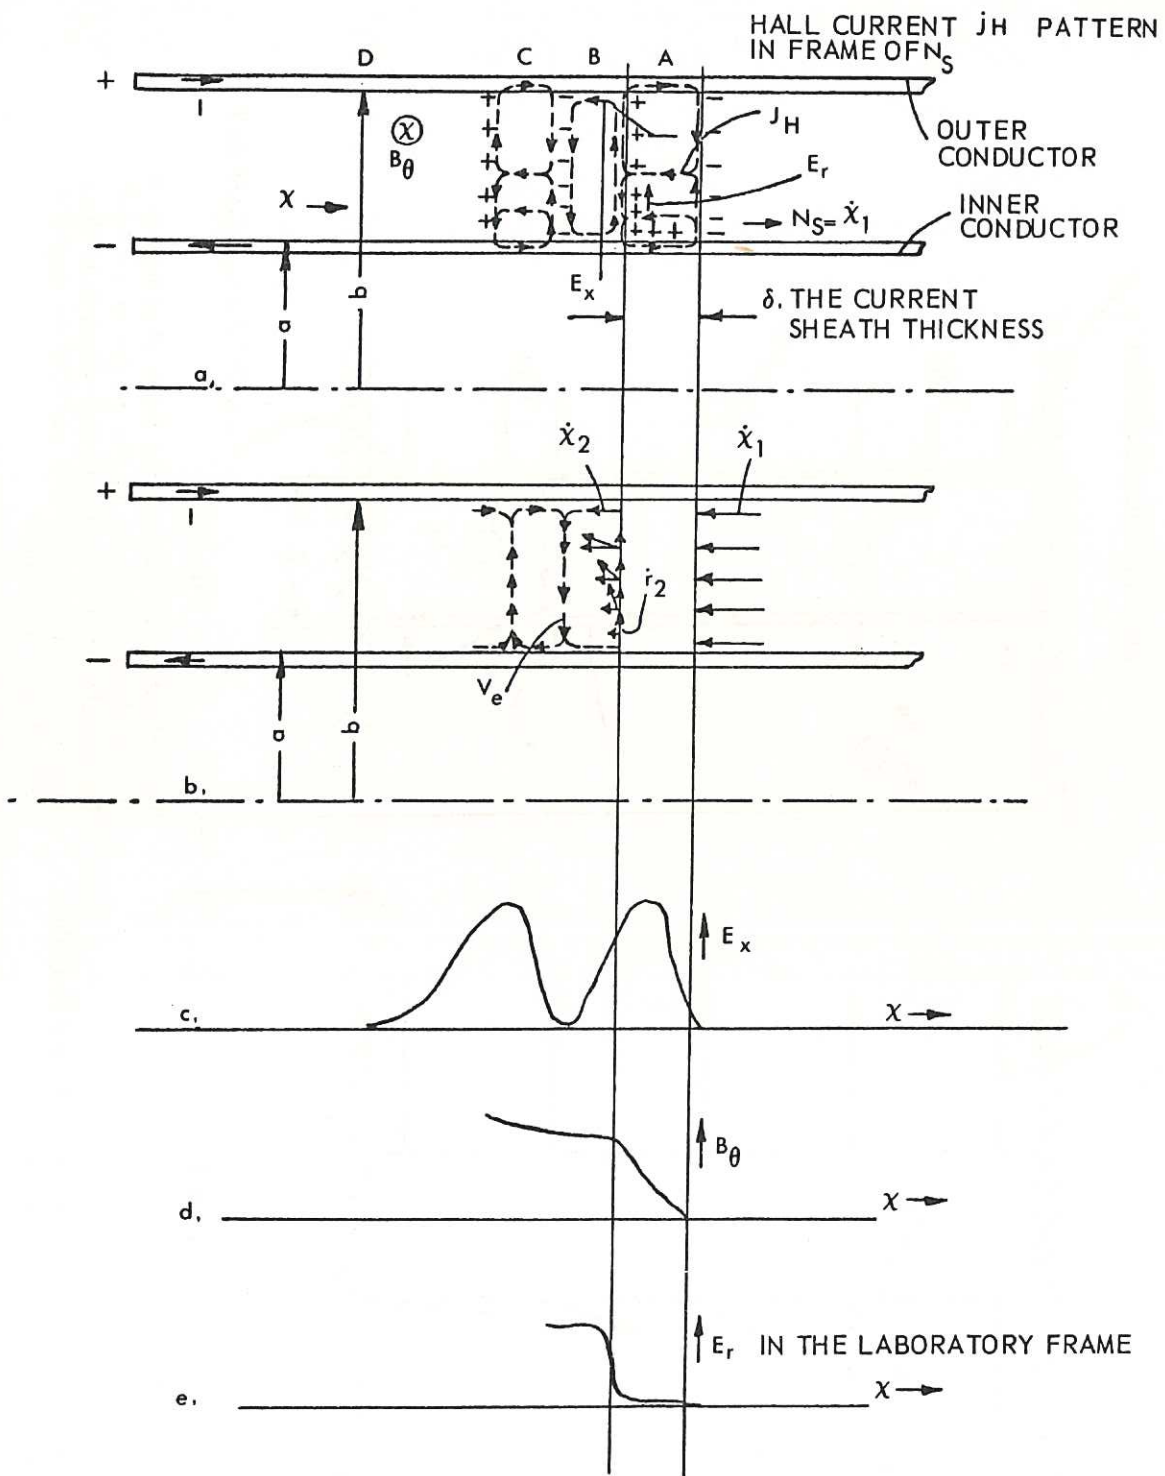 HALL CURRENT jH PATTERN
IN FRAME OF NS
D C B A
+
I
χ
Bθ
χ
JH
Er
OUTER
CONDUCTOR
INNER
CONDUCTOR
NS = ẋ1
−
Ex
δ. THE CURRENT
SHEATH THICKNESS
a
b
a.
ẋ2
ẋ1
+
I
ṙ2
−
Ve
a
b
b.
Ex
c.
χ
Bθ
d.
χ
Er IN THE LABORATORY FRAME
e.
χ